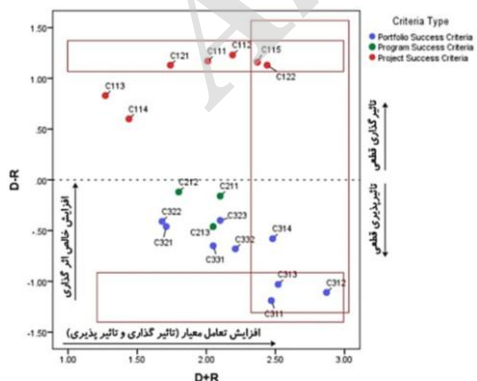 Criteria Type
Portfolio Success Criteria
Program Success Criteria
Project Success Criteria
1.50
1.00
.50
.00
-.50
-1.00
-1.50
D-R
C121
C111
C112
C115
C122
C113
C114
C212
C211
C322
C321
C213
C323
C331
C332
C314
C313
C312
C311
تاثیر گذاری قطعی
تاثیرپذیری قطعی
افزایش خالص اثر گذاری
افزایش تعامل معیار (تاثیر گذاری و تاثیر پذیری)
1.00
1.50
2.00
2.50
3.00
D+R